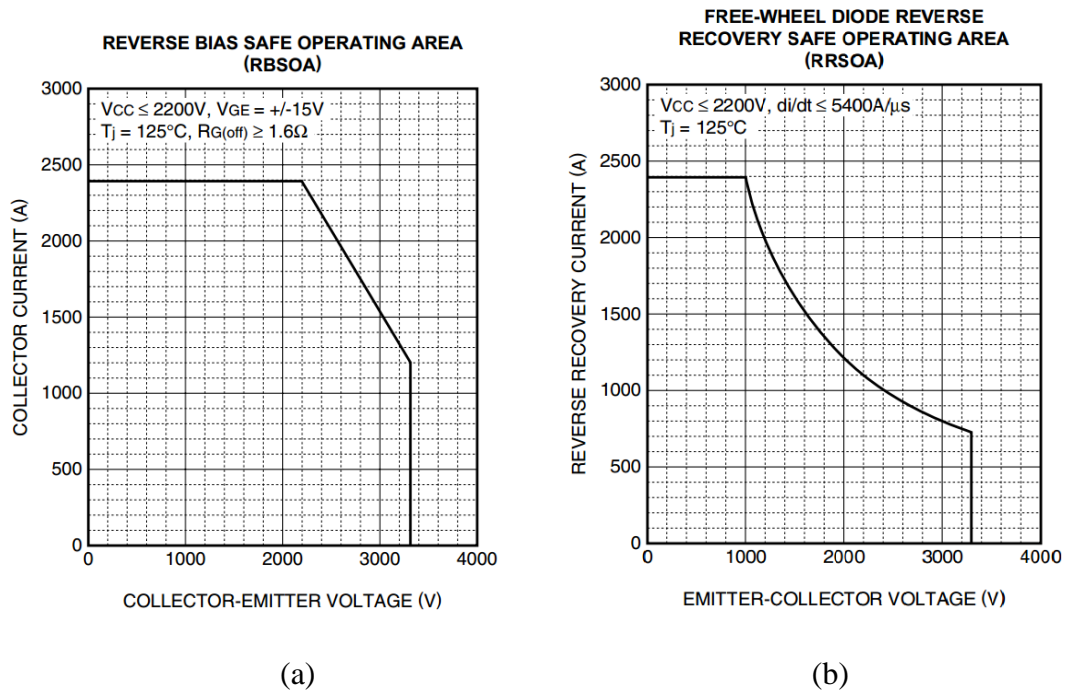 REVERSE BIAS SAFE OPERATING AREA
(RBSOA)
3000
2500
2000
1500
1000
500
0
VCC ≤ 2200V, VGE = +/-15V
Tj = 125°C, RG(off) ≥ 1.6Ω
COLLECTOR CURRENT (A)
0 1000 2000 3000 4000
COLLECTOR-EMITTER VOLTAGE (V)
(a)
FREE-WHEEL DIODE REVERSE
RECOVERY SAFE OPERATING AREA
(RRSOA)
3000
2500
2000
1500
1000
500
0
VCC ≤ 2200V, di/dt ≤ 5400A/μs
Tj = 125°C
REVERSE RECOVERY CURRENT (A)
0 1000 2000 3000 4000
EMITTER-COLLECTOR VOLTAGE (V)
(b)